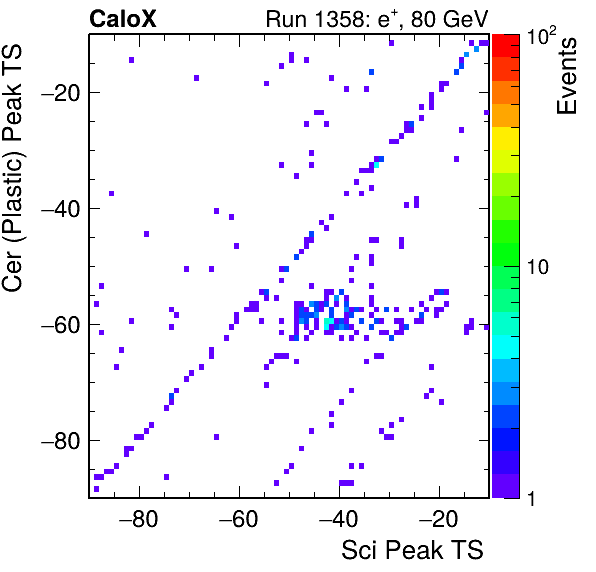 CaloX
Run 1358: e⁺, 80 GeV
Cer (Plastic) Peak TS
−20
−40
−60
−80
−80
−60
−40
−20
Sci Peak TS
10²
10
1
Events